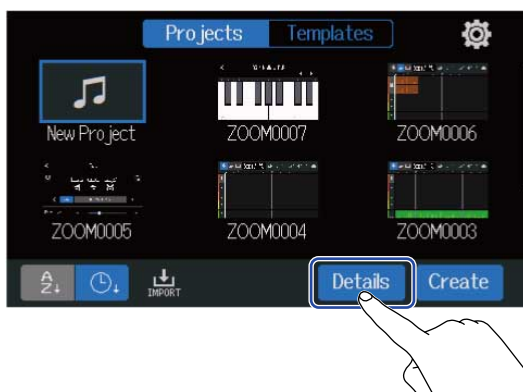 Projects Templates
New Project ZOOM0007 ZOOM0006
ZOOM0005 ZOOM0004 ZOOM0003
A Z IMPORT Details Create